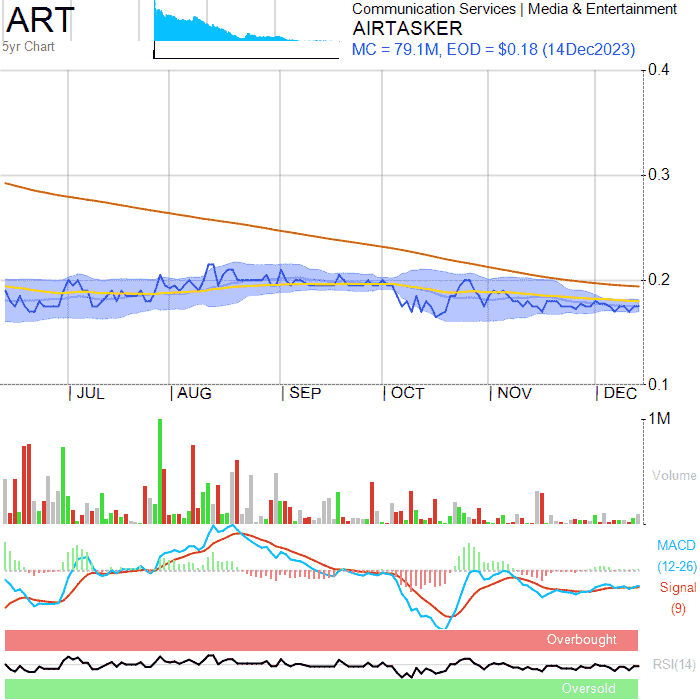 ART
5yr Chart
Communication Services | Media & Entertainment
AIRTASKER
MC = 79.1M, EOD = $0.18 (14Dec2023)
0.4
0.3
0.2
0.1
JUL AUG SEP OCT NOV DEC
1M
Volume
MACD
(12-26)
Signal
(9)
Overbought
RSI(14)
Oversold